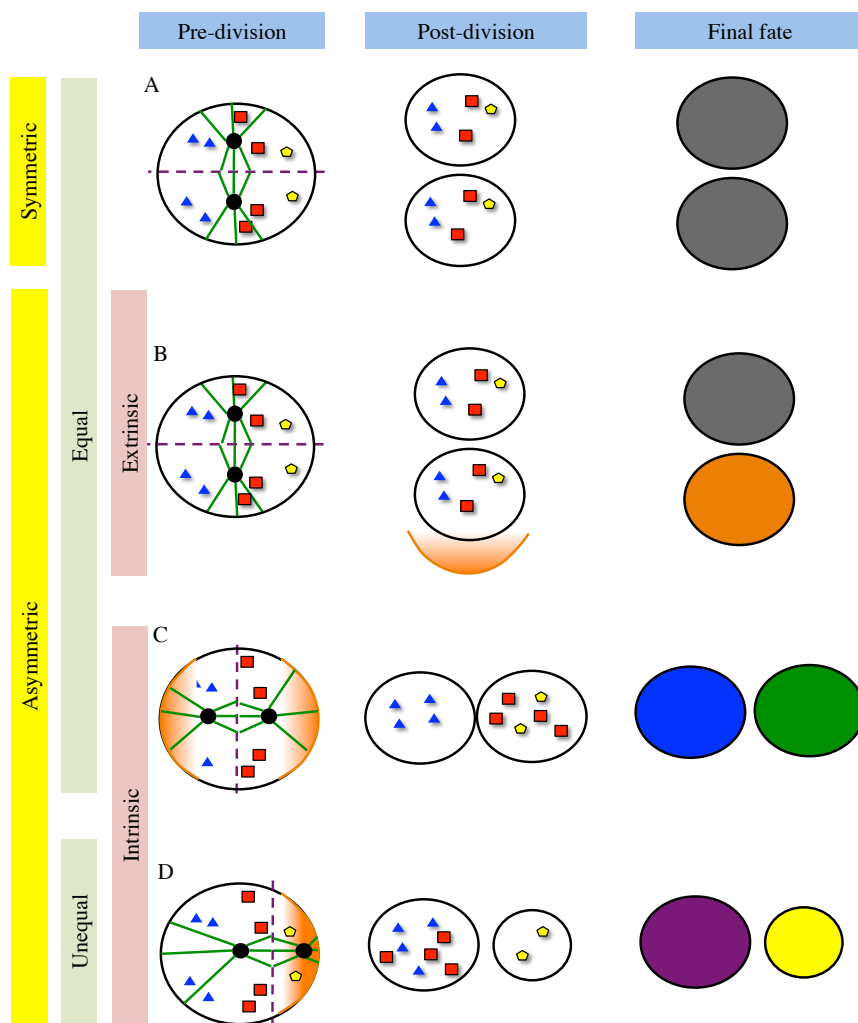 Pre-division
Post-division
Final fate
A
Symmetric
B
Equal
Extrinsic
Asymmetric
C
Intrinsic
D
Unequal